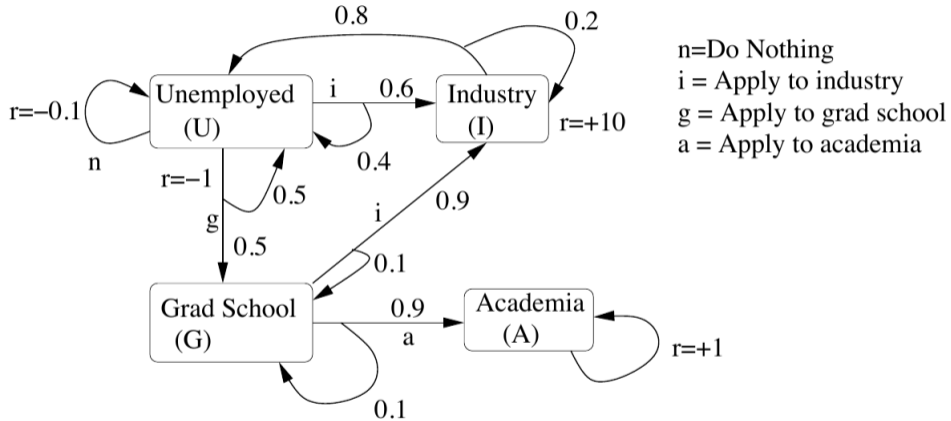 0.8
0.2
n=Do Nothing
i = Apply to industry
g = Apply to grad school
a = Apply to academia
r=−0.1
Unemployed
(U)
i
0.6
Industry
(I)
r=+10
n
0.4
r=−1
0.5
g
0.5
i
0.9
0.1
Grad School
(G)
0.9
a
Academia
(A)
r=+1
0.1